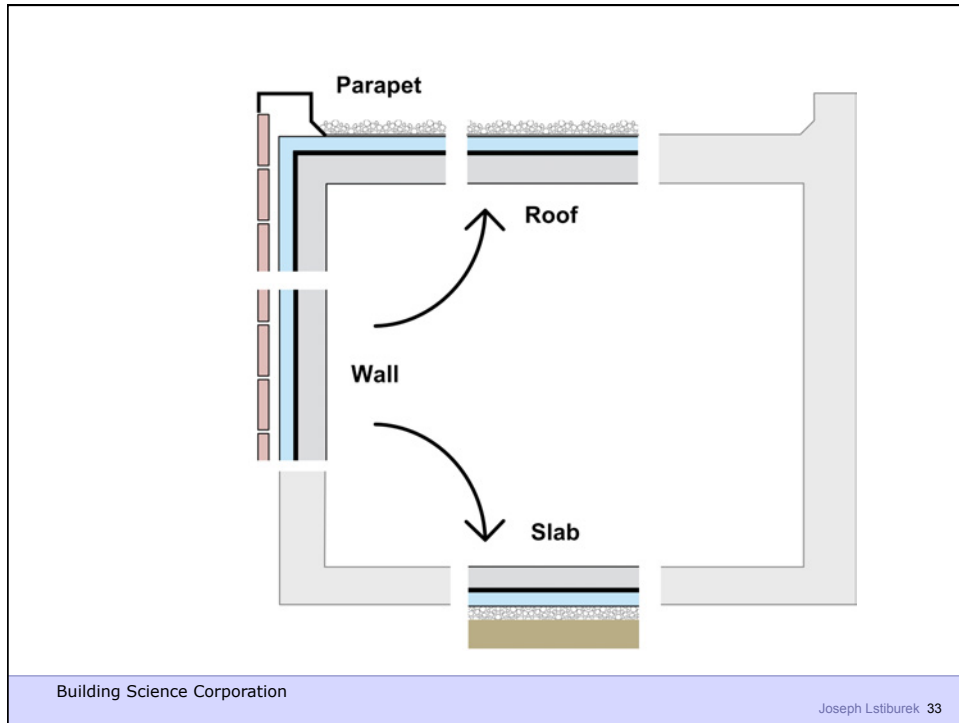 Parapet
Roof
Wall
Slab
Building Science Corporation
Joseph Lstiburek 33